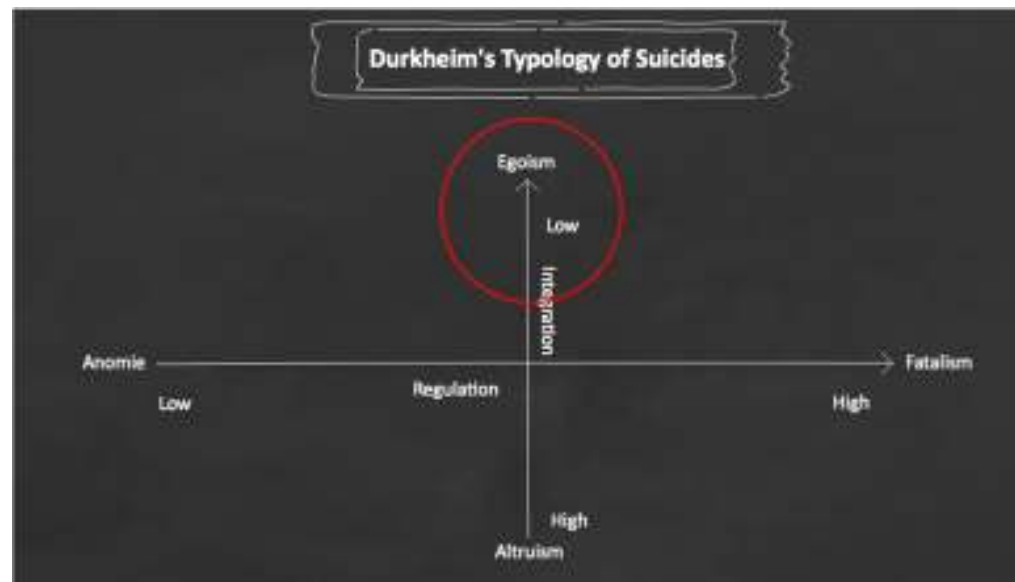 Durkheim's Typology of Suicides
Egoism
Low
Integration
Anomie
Fatalism
Regulation
Low
High
High
Altruism